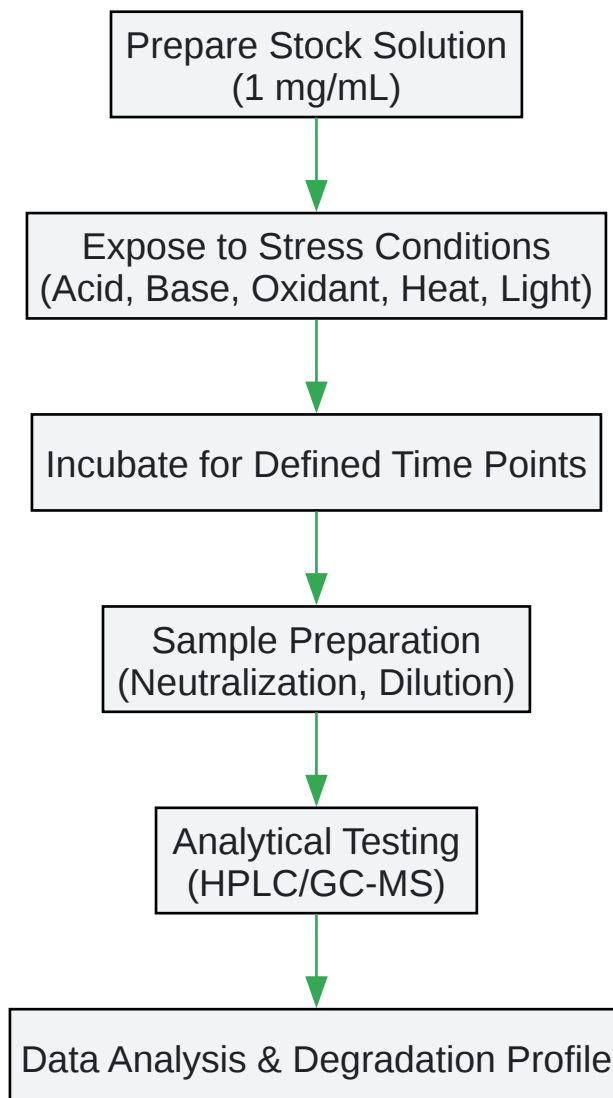 Prepare Stock Solution
(1 mg/mL)
Expose to Stress Conditions
(Acid, Base, Oxidant, Heat, Light)
Incubate for Defined Time Points
Sample Preparation
(Neutralization, Dilution)
Analytical Testing
(HPLC/GC-MS)
Data Analysis & Degradation Profile